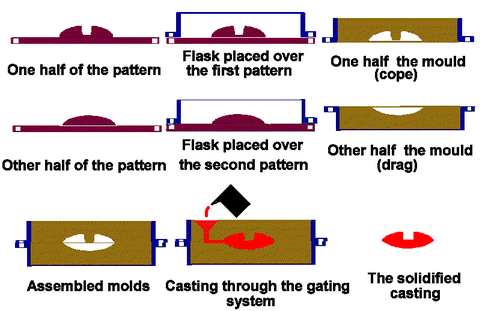 One half of the pattern
Flask placed over
the first pattern
One half the mould
(cope)
Other half of the pattern
Flask placed over
the second pattern
Other half the mould
(drag)
Assembled molds
Casting through the gating
system
The solidified
casting